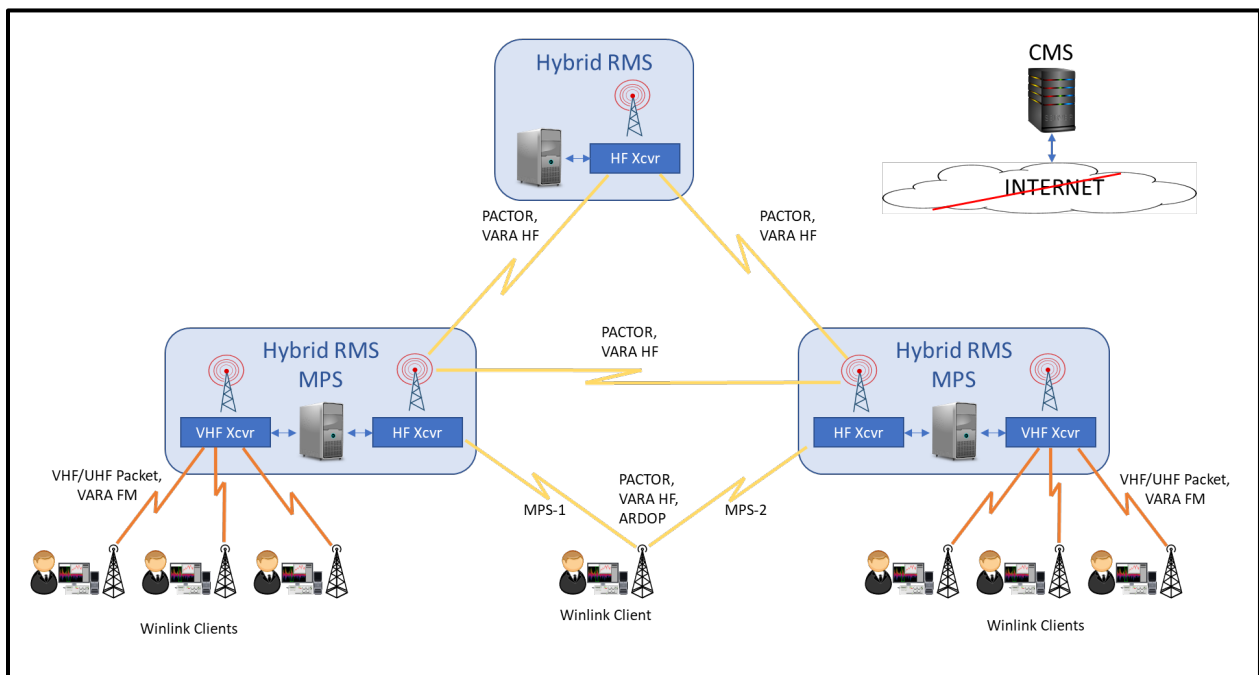 Hybrid RMS
HF Xcvr
CMS
INTERNET
PACTOR,
VARA HF
PACTOR,
VARA HF
Hybrid RMS
MPS
VHF Xcvr
HF Xcvr
PACTOR,
VARA HF
Hybrid RMS
MPS
HF Xcvr
VHF Xcvr
VHF/UHF Packet,
VARA FM
MPS-1
PACTOR,
VARA HF,
ARDOP
MPS-2
VHF/UHF Packet,
VARA FM
Winlink Clients
Winlink Client
Winlink Clients